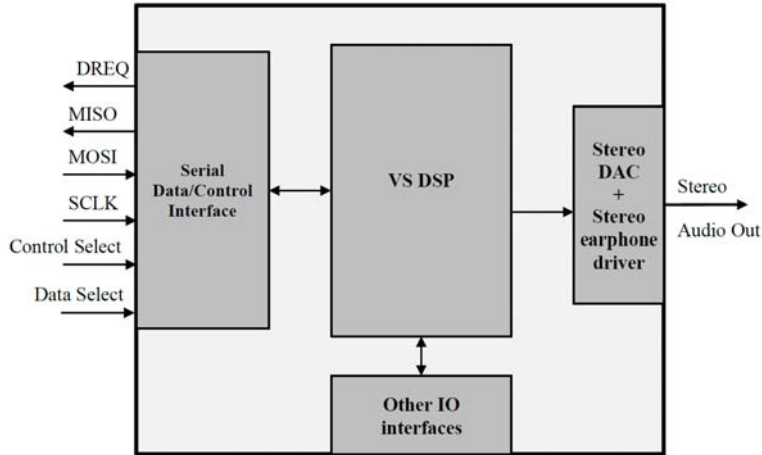 DREQ
MISO
MOSI
SCLK
Control Select
Data Select
Serial
Data/Control
Interface
VS DSP
Stereo
DAC
+
Stereo
earphone
driver
Stereo
Audio Out
Other IO
interfaces